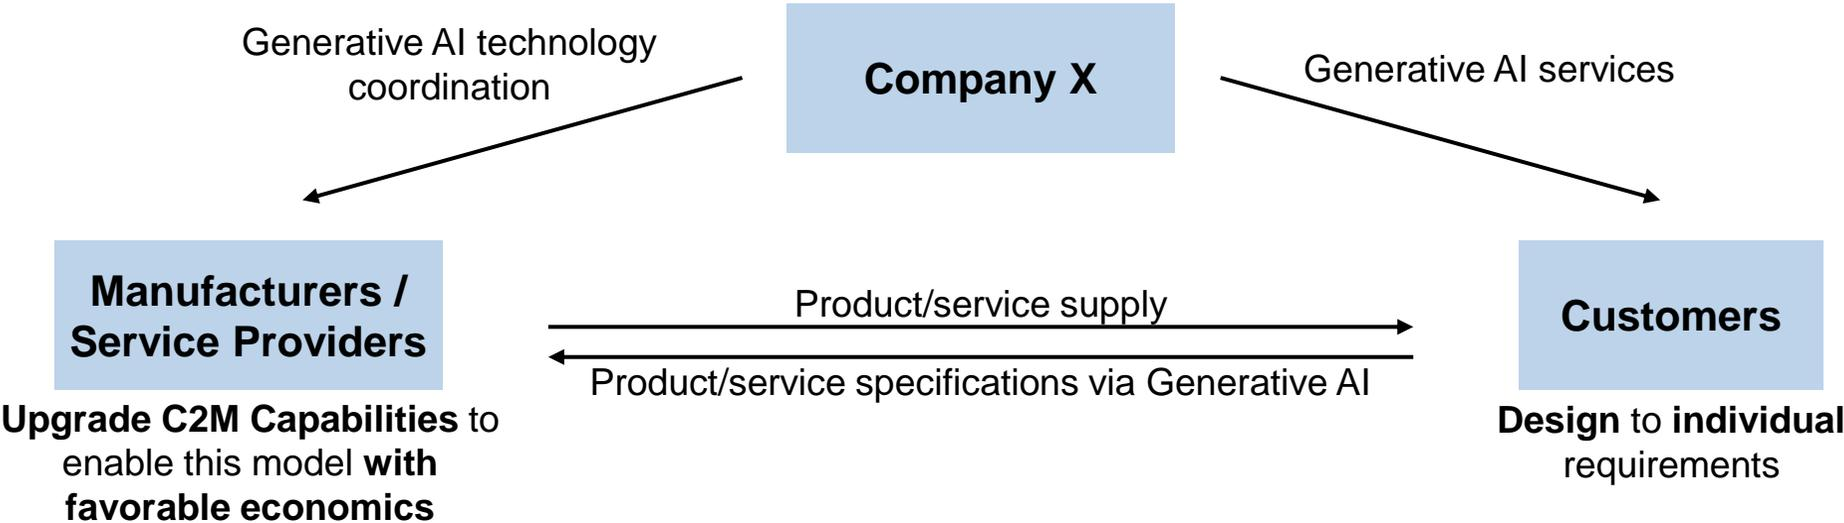 Generative AI technology
coordination
Company X
Generative AI services
Manufacturers /
Service Providers
Product/service supply
Product/service specifications via Generative AI
Customers
Upgrade C2M Capabilities to
enable this model with
favorable economics
Design to individual
requirements